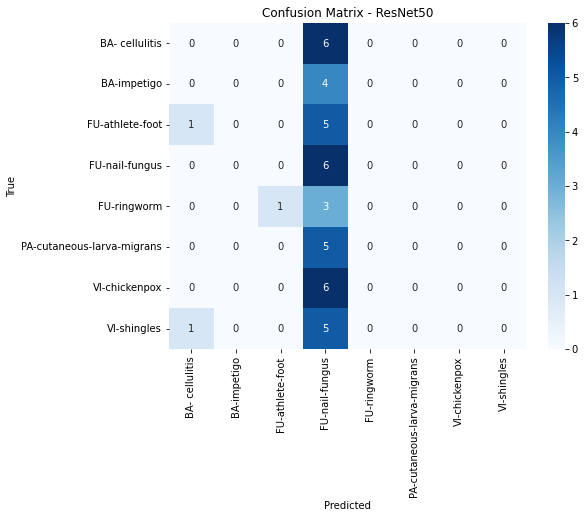 Confusion Matrix - ResNet50
BA- cellulitis 0 0 0 6 0 0 0 0
BA-impetigo 0 0 0 4 0 0 0 0
FU-athlete-foot 1 0 0 5 0 0 0 0
FU-nail-fungus 0 0 0 6 0 0 0 0
FU-ringworm 0 0 1 3 0 0 0 0
PA-cutaneous-larva-migrans 0 0 0 5 0 0 0 0
VI-chickenpox 0 0 0 6 0 0 0 0
VI-shingles 1 0 0 5 0 0 0 0
True
BA- cellulitis
BA-impetigo
FU-athlete-foot
FU-nail-fungus
FU-ringworm
PA-cutaneous-larva-migrans
VI-chickenpox
VI-shingles
Predicted
6
5
4
3
2
1
0